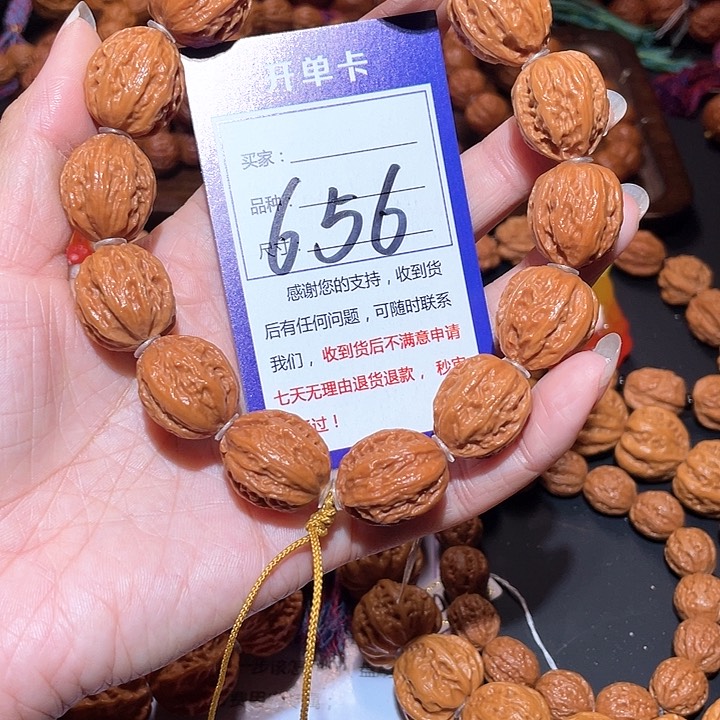 开单卡
买家：
品种：
尺寸：
656
感谢您的支持，收到货
后有任何问题，可随时联系
我们，收到货后不满意申请
七天无理由退货退款，秒
过！